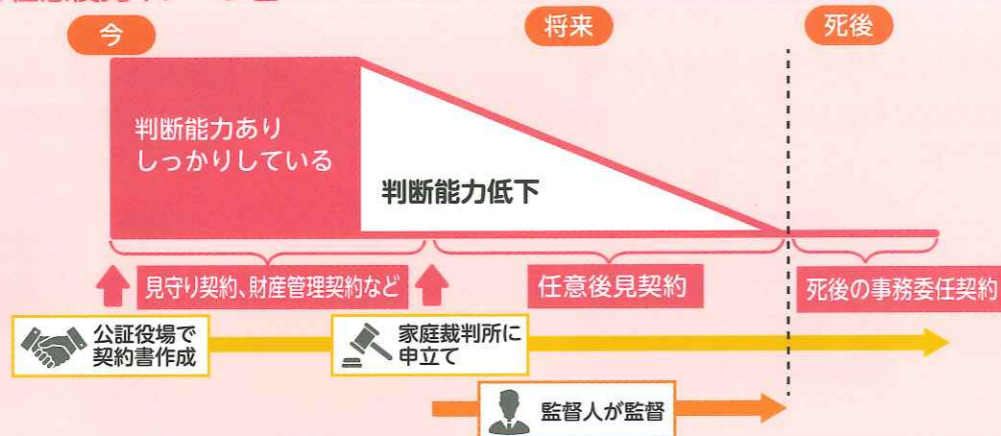 今
将来
死後
判断能力あり
しっかりしている
判断能力低下
見守り契約、財産管理契約など
任意後見契約
死後の事務委任契約
公証役場で
契約書作成
家庭裁判所に
申立て
監督人が監督